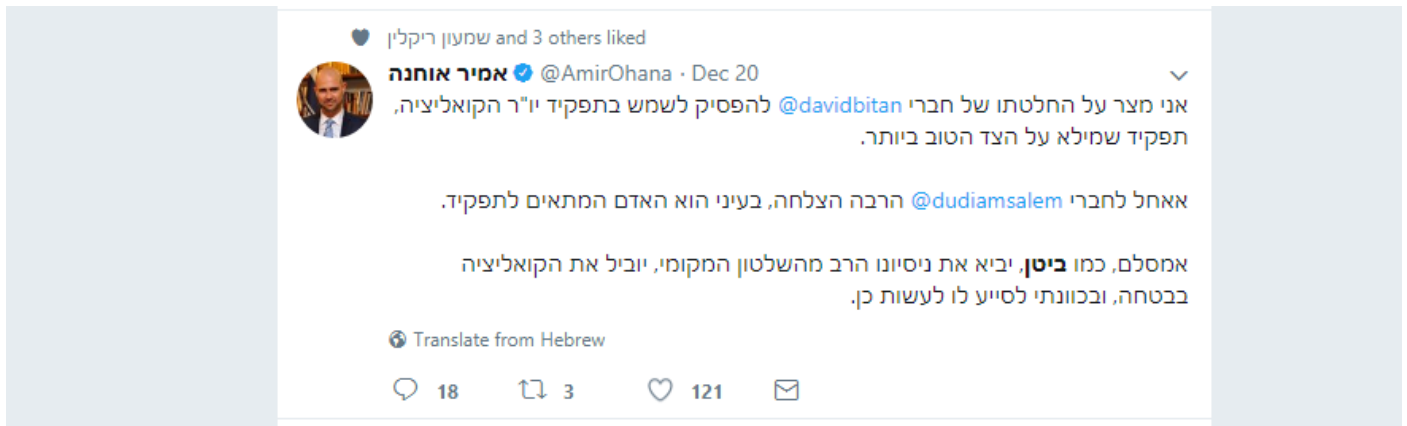 שמעון ריקלין and 3 others liked
אמיר אוחנה @AmirOhana · Dec 20
אני מצר על החלטתו של חברי @davidbitan להפסיק לשמש בתפקיד יו"ר הקואליציה,
תפקיד שמילא על הצד הטוב ביותר.
אאחל לחברי @dudiamsalem הרבה הצלחה, בעיני הוא האדם המתאים לתפקיד.
אמסלם, כמו ביטן, יביא את ניסיונו הרב מהשלטון המקומי, יוביל את הקואליציה
בבטחה, ובכוונתי לסייע לו לעשות כן.
Translate from Hebrew
18 3 121